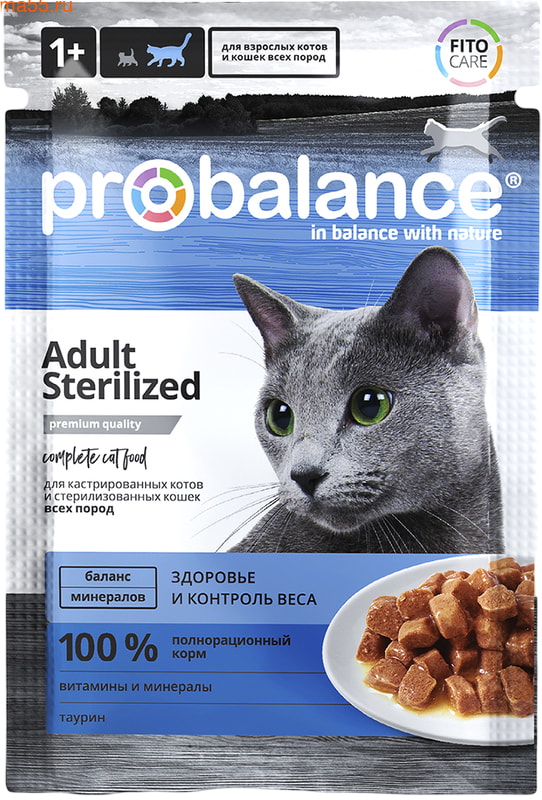 ma55.ru
1+
для взрослых котов
и кошек всех пород
FITO
CARE
probalance®
in balance with nature
Adult
Sterilized
premium quality
complete cat food
для кастрированных котов
и стерилизованных кошек
всех пород
баланс
минералов
ЗДОРОВЬЕ
И КОНТРОЛЬ ВЕСА
100 %
полнорационный
корм
витамины и минералы
таурин